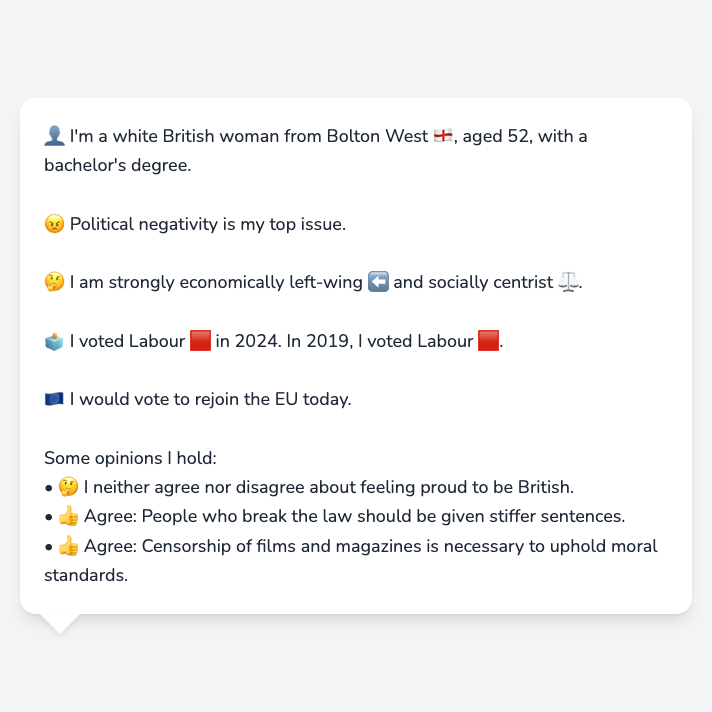 👤 I'm a white British woman from Bolton West 🏴󠁧󠁢󠁥󠁮󠁧󠁿, aged 52, with a
bachelor's degree.
😠 Political negativity is my top issue.
🤔 I am strongly economically left-wing ⬅️ and socially centrist ⚖️.
🗳️ I voted Labour 🟥 in 2024. In 2019, I voted Labour 🟥.
🇪🇺 I would vote to rejoin the EU today.
Some opinions I hold:
• 🤔 I neither agree nor disagree about feeling proud to be British.
• 👍 Agree: People who break the law should be given stiffer sentences.
• 👍 Agree: Censorship of films and magazines is necessary to uphold moral
standards.